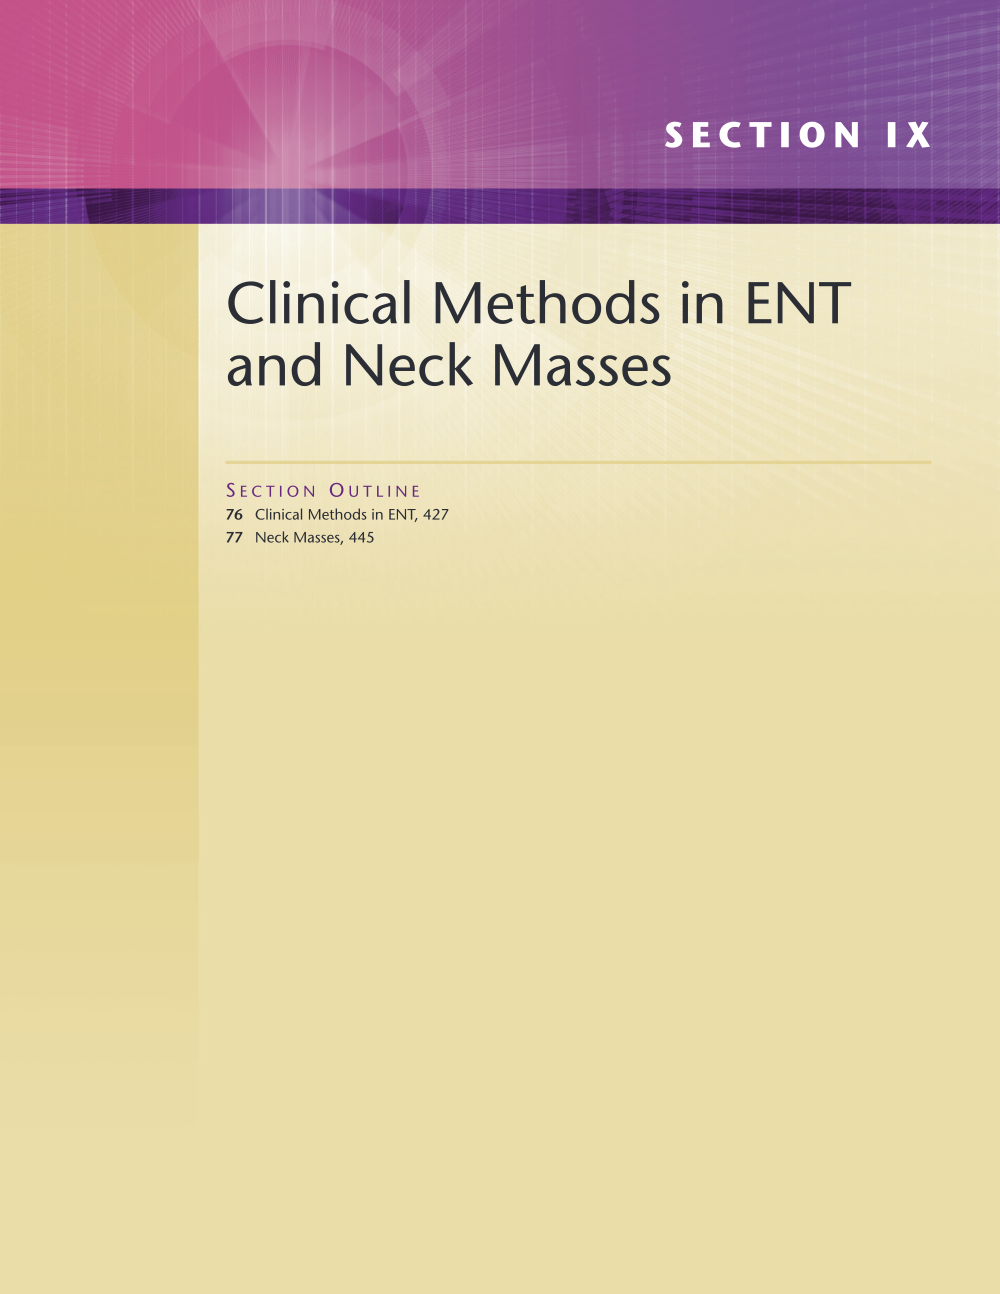 SECTION IX
Clinical Methods in ENT
and Neck Masses
SECTION OUTLINE
76 Clinical Methods in ENT, 427
77 Neck Masses, 445